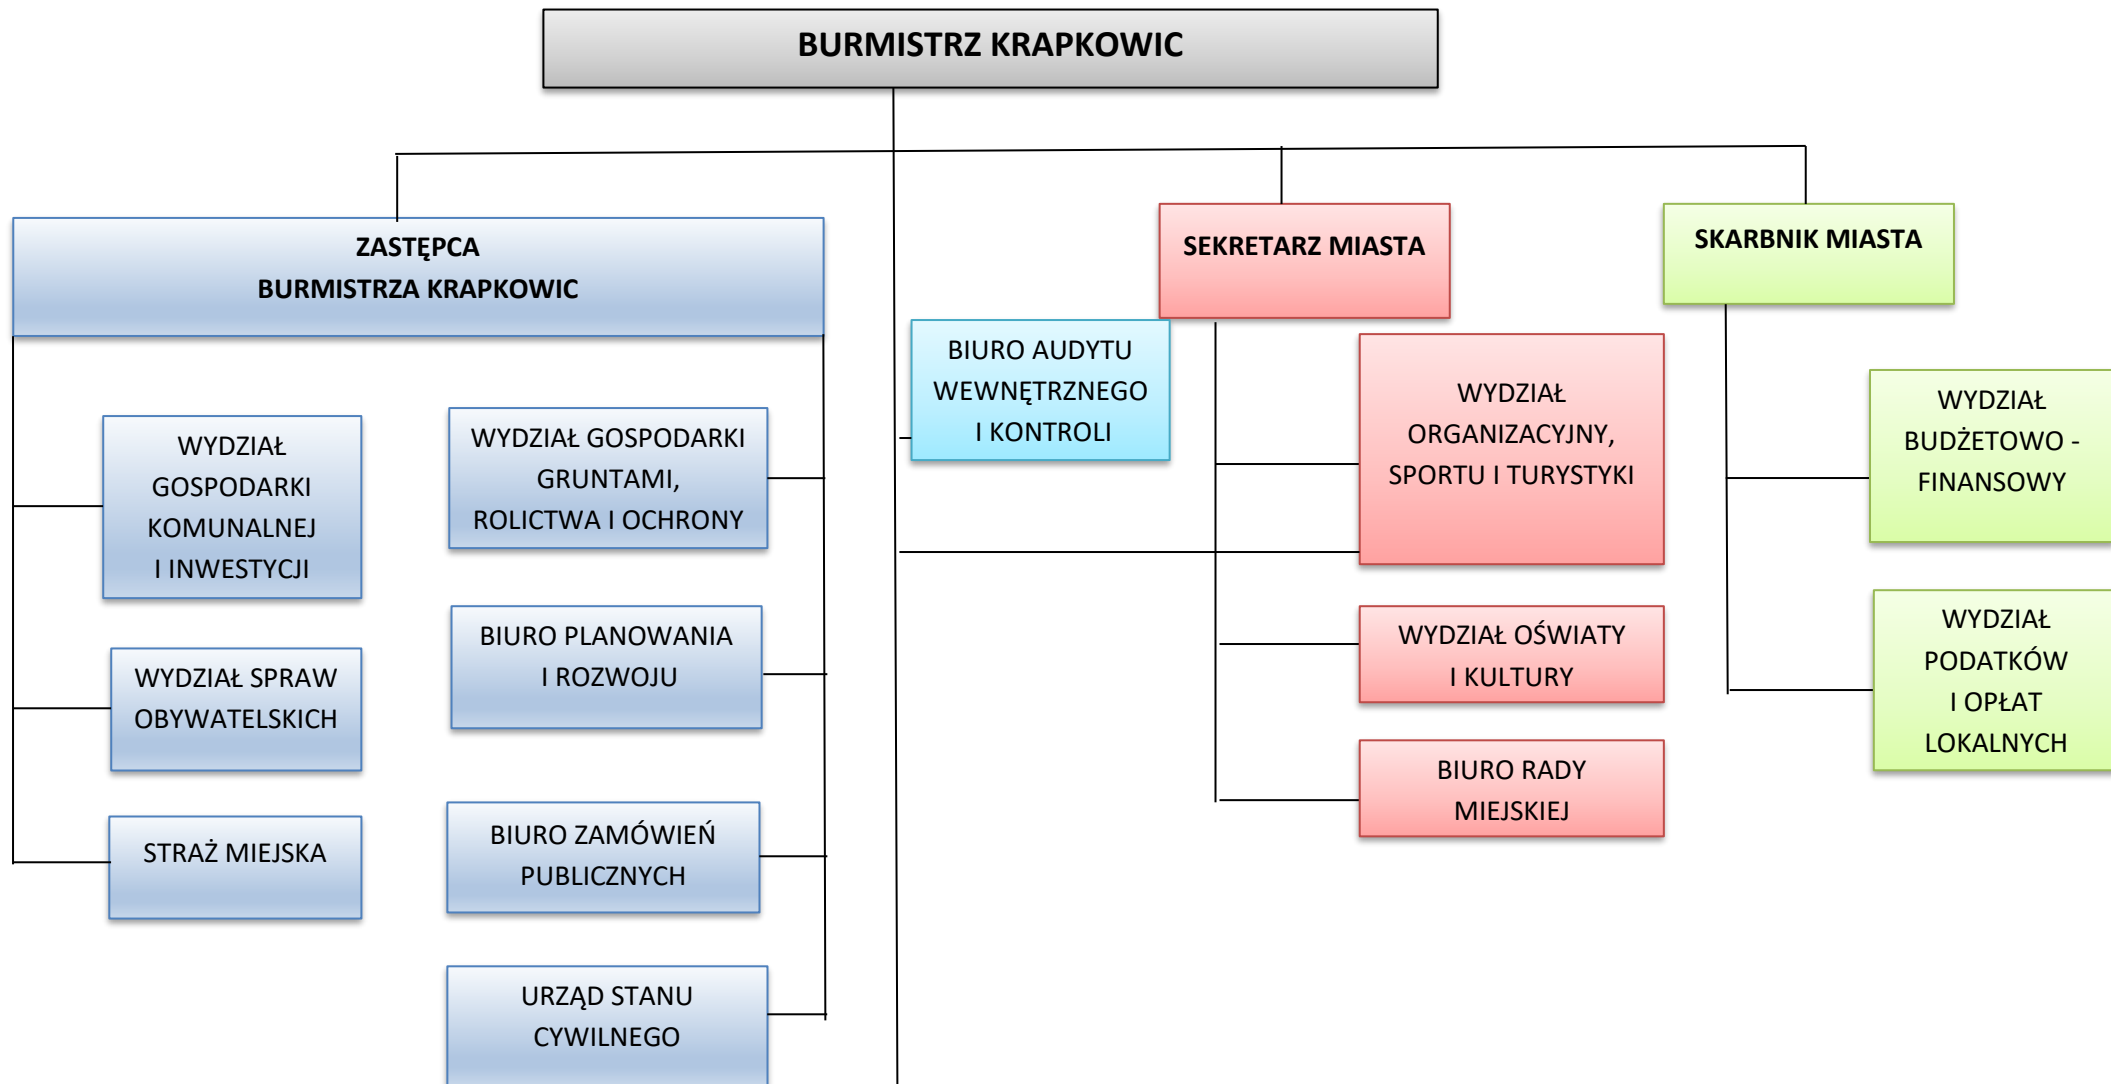 BURMISTRZ KRAPKOWIC
ZASTĘPCA
BURMISTRZA KRAPKOWIC
SEKRETARZ MIASTA
SKARBNIK MIASTA
WYDZIAŁ
GOSPODARKI
KOMUNALNEJ
I INWESTYCJI
WYDZIAŁ SPRAW
OBYWATELSKICH
STRAŻ MIEJSKA
WYDZIAŁ GOSPODARKI
GRUNTAMI,
ROLICTWA I OCHRONY
BIURO PLANOWANIA
I ROZWOJU
BIURO ZAMÓWIEŃ
PUBLICZNYCH
URZĄD STANU
CYWILNEGO
BIURO AUDYTU
WEWNĘTRZNEGO
I KONTROLI
WYDZIAŁ
ORGANIZACYJNY,
SPORTU I TURYSTYKI
WYDZIAŁ OŚWIATY
I KULTURY
BIURO RADY
MIEJSKIEJ
WYDZIAŁ
BUDŻETOWO -
FINANSOWY
WYDZIAŁ
PODATKÓW
I OPŁAT
LOKALNYCH